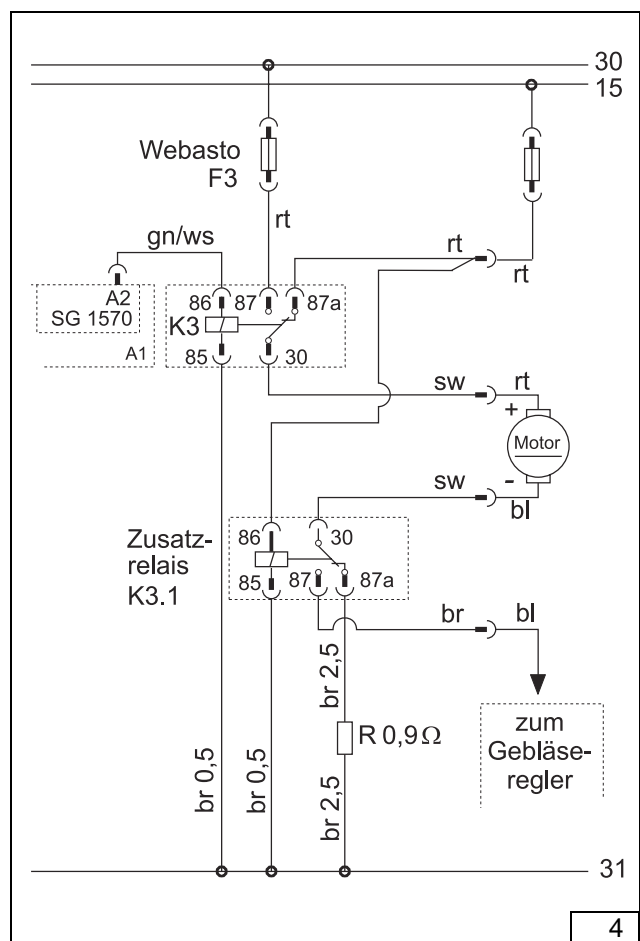 30
15
Webasto
F3
rt
gn/ws
rt
rt
A2
SG 1570
A1
86 87 87a
K3
85 30
sw rt
+
Motor
-
sw bl
Zusatz-
relais
K3.1
86 30
85 87 87a
br bl
br 2,5
R 0,9 Ω
zum
Gebläse-
regler
br 0,5
br 0,5
br 2,5
31
4